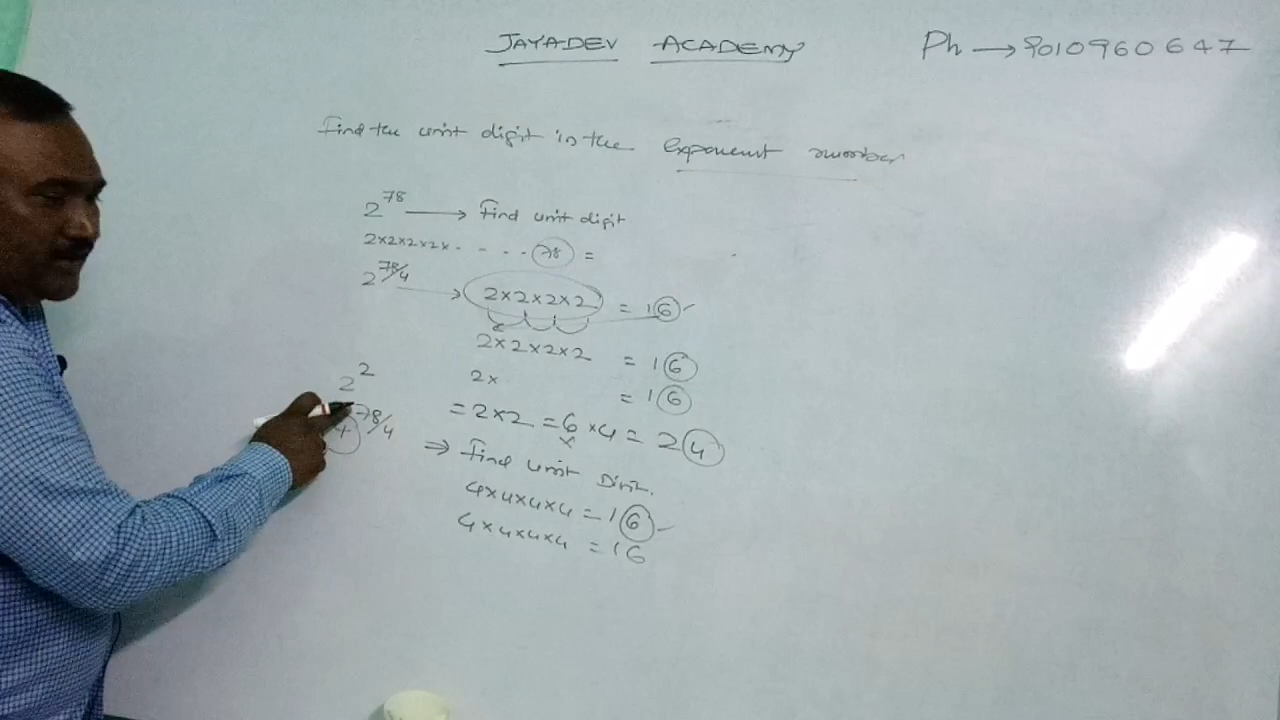 JAYADEV ACADEMY Ph → 9010960647
Find the unit digit in the exponent number
2^78 → Find unit digit
2×2×2×2×- - - - - 78 =
2^78/4 → 2×2×2×2 = 16
2×2×2×2 = 16
2× = 16
2^2
= 2×2 = 6×4 = 24
78/4 ⇒ Find unit Digit.
4×4×4×4 = 16
4×4×4×4 = 16